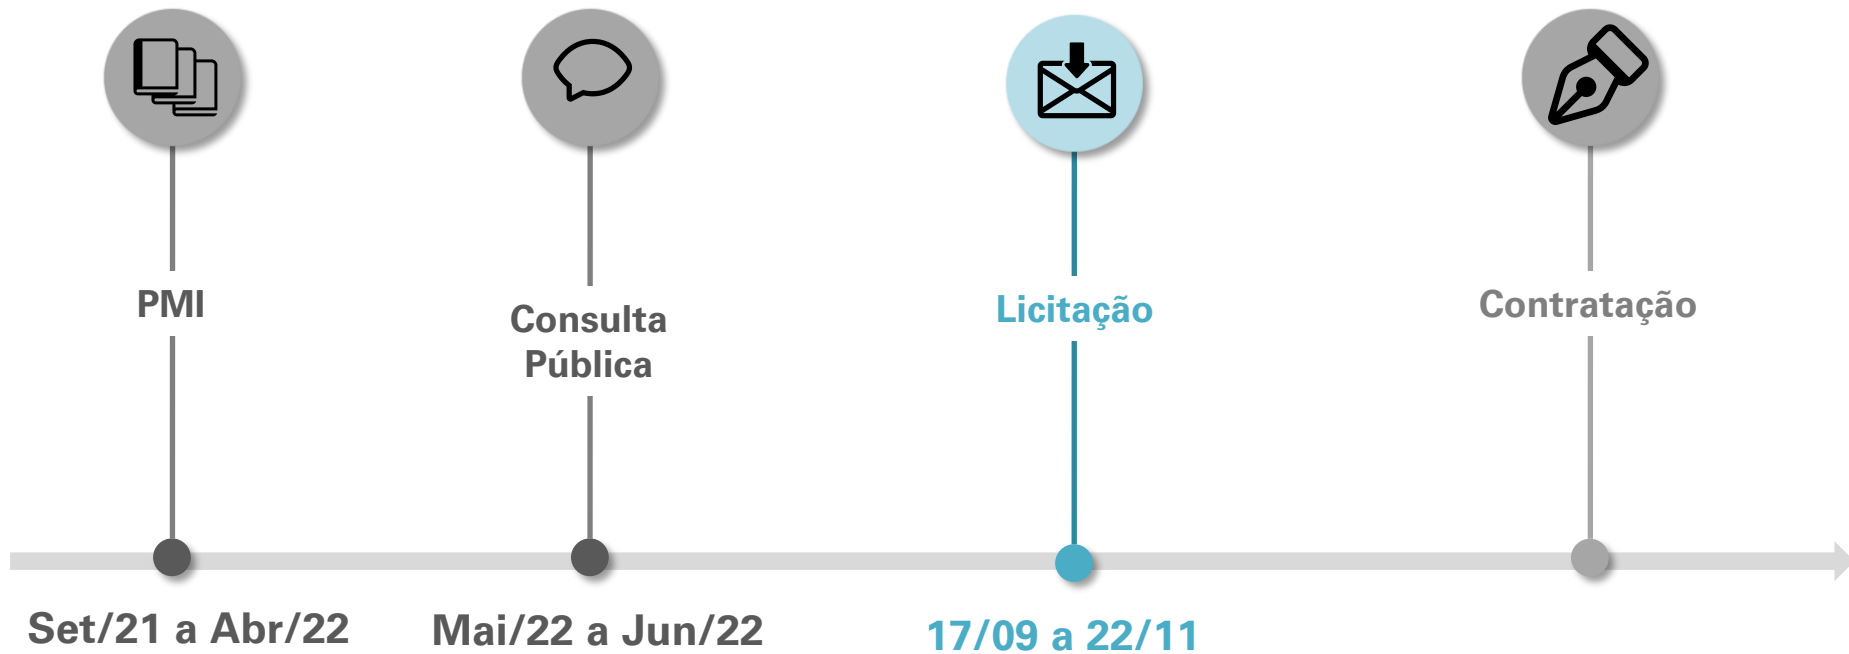 PMI
Consulta
Pública
Licitação
Contratação
Set/21 a Abr/22
Mai/22 a Jun/22
17/09 a 22/11